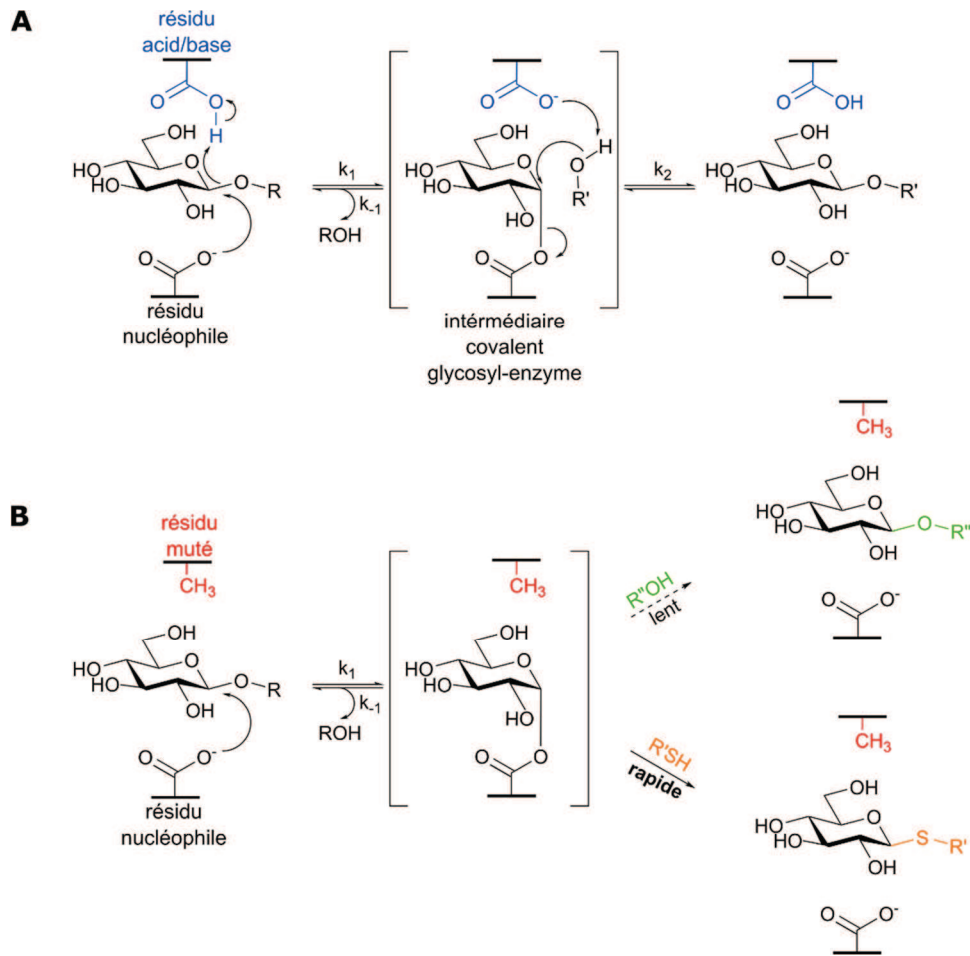 A
résidu
acid/base
O
O
H
OH
HO
HO
O
OH
O
R
O
O-
résidu
nucléophile
k1
k-1
ROH
O
O-
OH
HO
HO
O
HO
O
H
R'
O
O
intérmédiaire
covalent
glycosyl-enzyme
k2
O
OH
OH
HO
HO
O
OH
O
R'
O
O-
B
résidu
muté
CH3
OH
HO
HO
O
OH
O
R
O
O-
résidu
nucléophile
k1
k-1
ROH
CH3
OH
HO
HO
O
HO
O
O
R"OH
lent
CH3
OH
HO
HO
O
OH
O
R"
O
O-
R'SH
rapide
CH3
OH
HO
HO
O
OH
S
R'
O
O-